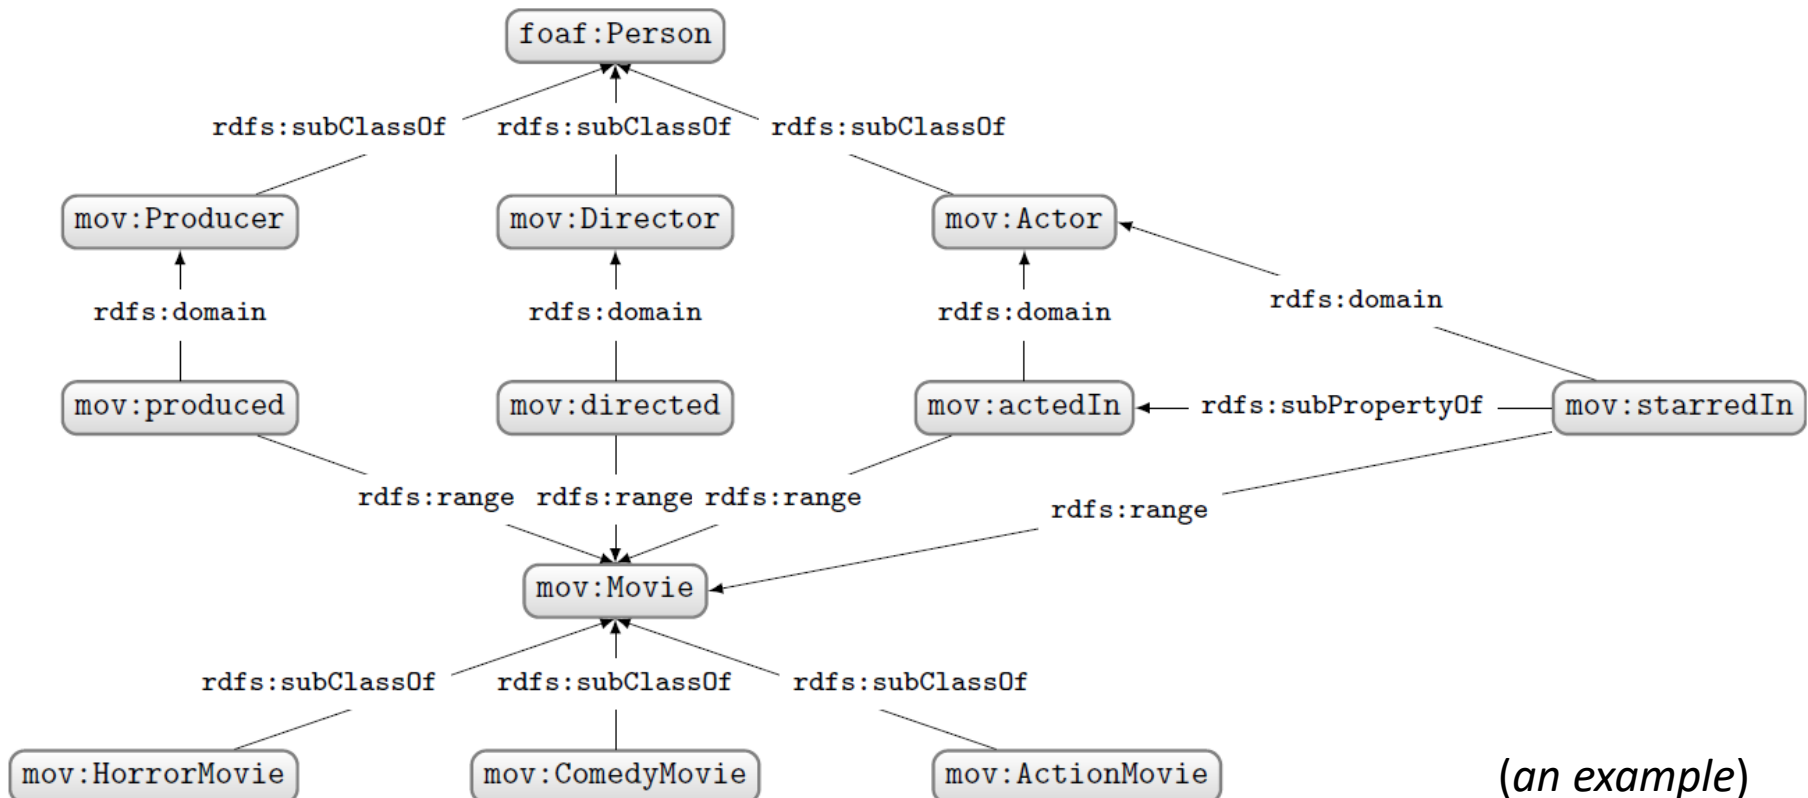 foaf:Person
rdfs:subClassOf rdfs:subClassOf rdfs:subClassOf
mov:Producer mov:Director mov:Actor
rdfs:domain rdfs:domain rdfs:domain rdfs:domain
mov:produced mov:directed mov:actedIn rdfs:subPropertyOf mov:starredIn
rdfs:range rdfs:range rdfs:range rdfs:range
mov:Movie
rdfs:subClassOf rdfs:subClassOf rdfs:subClassOf
mov:HorrorMovie mov:ComedyMovie mov:ActionMovie (an example)